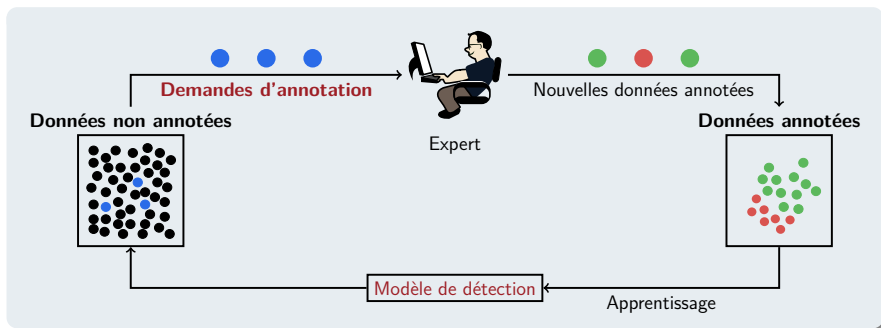 Demandes d'annotation
Nouvelles données annotées
Données non annotées
Données annotées
Expert
Modèle de détection
Apprentissage